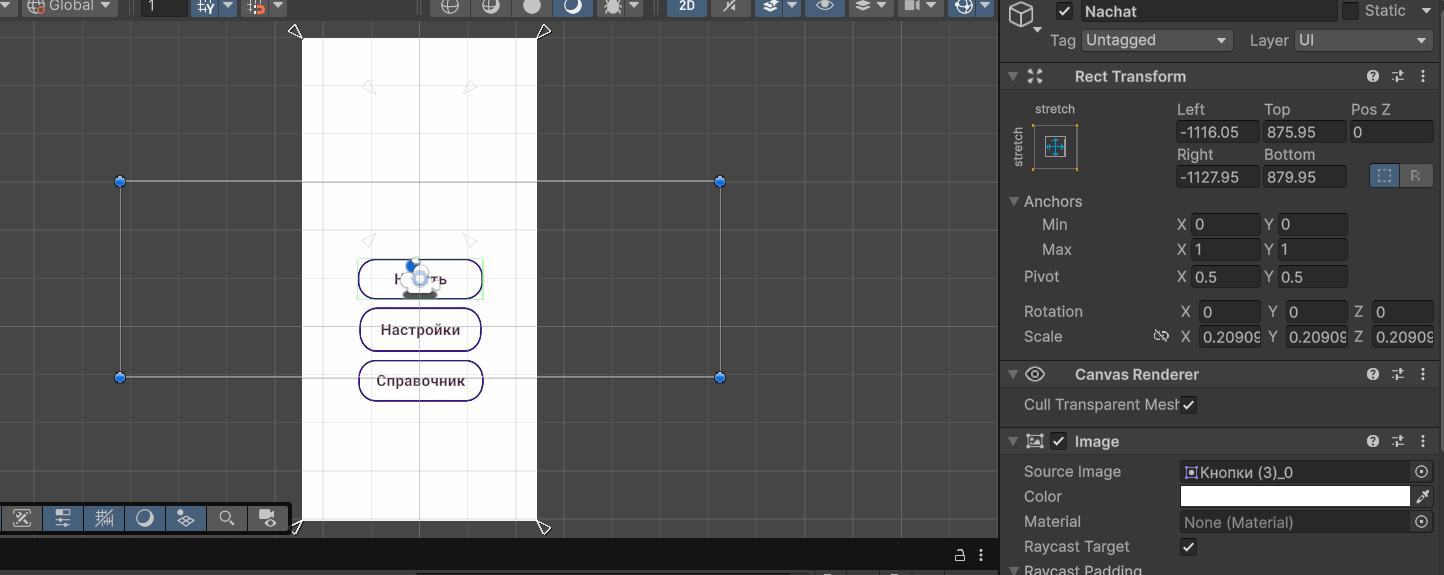 Global
1
2D
Настройки
Справочник
Nachat
Static
Tag Untagged
Layer UI
Rect Transform
stretch
stretch
Left Top Pos Z
-1116.05 875.95 0
Right Bottom
-1127.95 879.95
R
Anchors
Min X 0 Y 0
Max X 1 Y 1
Pivot X 0.5 Y 0.5
Rotation X 0 Y 0 Z 0
Scale X 0.20909 Y 0.20909 Z 0.20909
Canvas Renderer
Cull Transparent Mesh
Image
Source Image Кнопки (3)_0
Color
Material None (Material)
Raycast Target
Raycast Padding